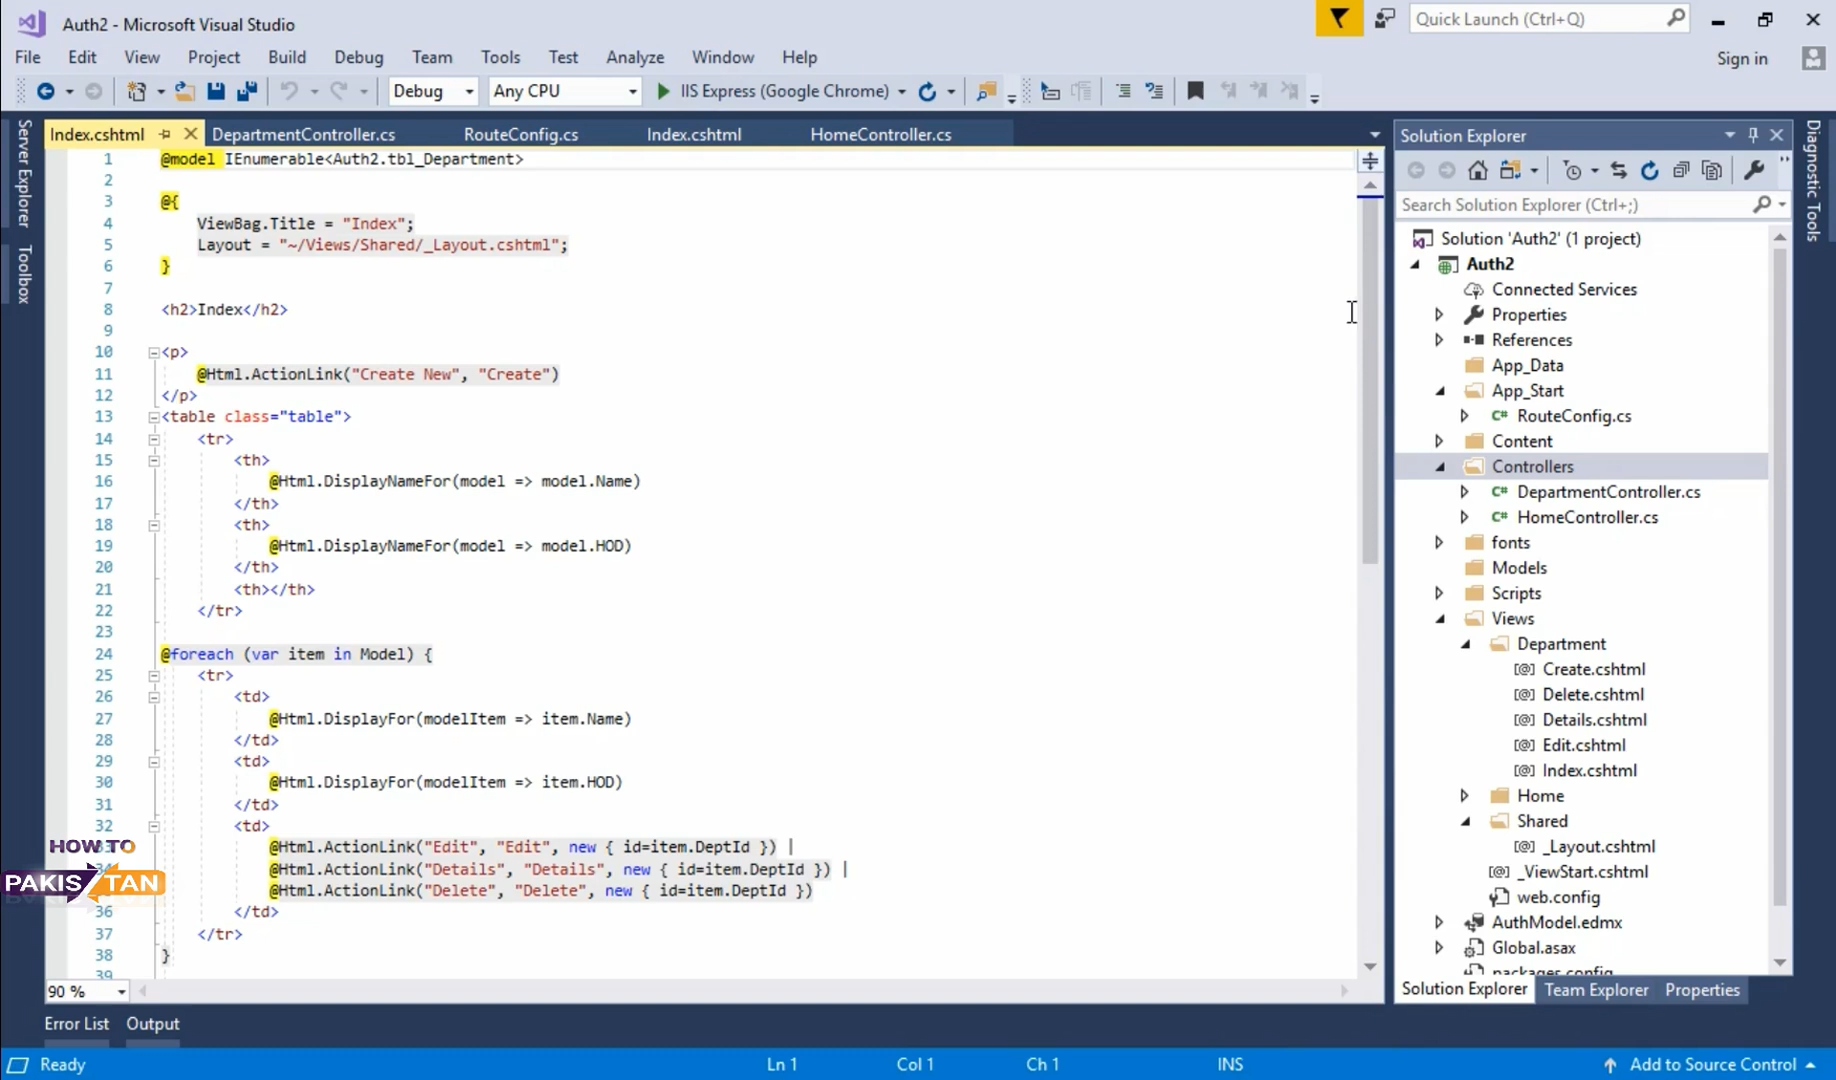 Auth2 - Microsoft Visual Studio
Quick Launch (Ctrl+Q)
File Edit View Project Build Debug Team Tools Test Analyze Window Help
Sign in
Debug Any CPU IIS Express (Google Chrome)
Server Explorer
Toolbox
Index.cshtml DepartmentController.cs RouteConfig.cs Index.cshtml HomeController.cs
1 @model IEnumerable<Auth2.tbl_Department>
2
3 @{
4 ViewBag.Title = "Index";
5 Layout = "~/Views/Shared/_Layout.cshtml";
6 }
7
8 <h2>Index</h2>
9
10 <p>
11 @Html.ActionLink("Create New", "Create")
12 </p>
13 <table class="table">
14 <tr>
15 <th>
16 @Html.DisplayNameFor(model => model.Name)
17 </th>
18 <th>
19 @Html.DisplayNameFor(model => model.HOD)
20 </th>
21 <th></th>
22 </tr>
23
24 @foreach (var item in Model) {
25 <tr>
26 <td>
27 @Html.DisplayFor(modelItem => item.Name)
28 </td>
29 <td>
30 @Html.DisplayFor(modelItem => item.HOD)
31 </td>
32 <td>
@Html.ActionLink("Edit", "Edit", new { id=item.DeptId }) |
@Html.ActionLink("Details", "Details", new { id=item.DeptId }) |
@Html.ActionLink("Delete", "Delete", new { id=item.DeptId })
36 </td>
37 </tr>
38 }
39
HOW TO
PAKISTAN
90 %
Error List Output
Solution Explorer
Search Solution Explorer (Ctrl+;)
Solution 'Auth2' (1 project)
Auth2
Connected Services
Properties
References
App_Data
App_Start
C# RouteConfig.cs
Content
Controllers
C# DepartmentController.cs
C# HomeController.cs
fonts
Models
Scripts
Views
Department
[@] Create.cshtml
[@] Delete.cshtml
[@] Details.cshtml
[@] Edit.cshtml
[@] Index.cshtml
Home
Shared
[@] _Layout.cshtml
[@] _ViewStart.cshtml
web.config
AuthModel.edmx
Global.asax
packages.config
Solution Explorer Team Explorer Properties
Diagnostic Tools
Ready Ln 1 Col 1 Ch 1 INS Add to Source Control